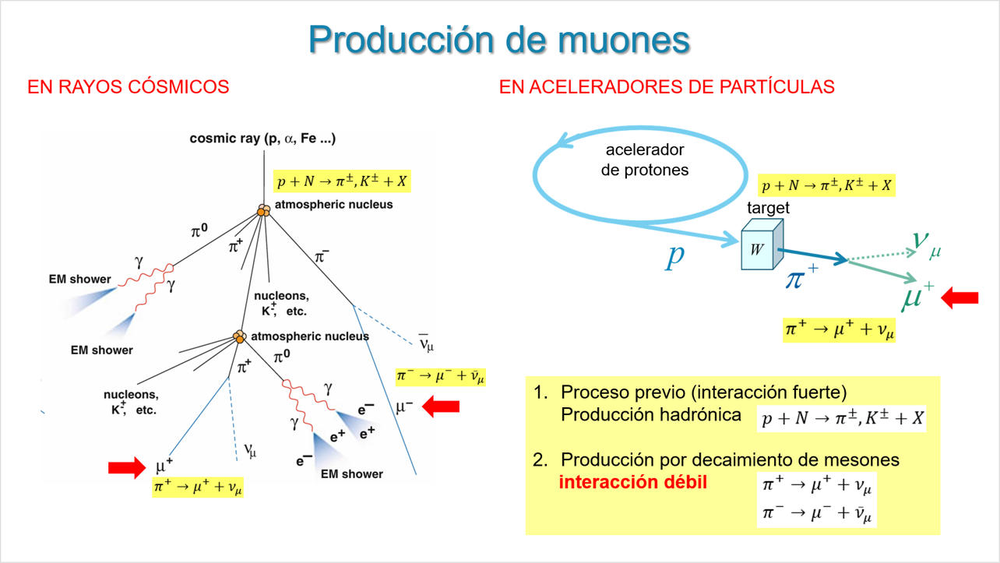 Producción de muones
EN RAYOS CÓSMICOS
cosmic ray (p, α, Fe ...)
p + N → π±, K± + X
atmospheric nucleus
π⁰
π⁺
π⁻
γ
γ
EM shower
EM shower
nucleons,
K±, etc.
atmospheric nucleus
ν̄μ
π⁺
π⁰
π⁻ → μ⁻ + ν̄μ
nucleons,
K±, etc.
γ
γ
e⁻
e⁺
e⁺
e⁻
μ⁻
νμ
EM shower
μ⁺
π⁺ → μ⁺ + νμ
EN ACELERADORES DE PARTÍCULAS
acelerador
de protones
p + N → π±, K± + X
target
W
p
π⁺
νμ
μ⁺
π⁺ → μ⁺ + νμ
1. Proceso previo (interacción fuerte)
Producción hadrónica p + N → π±, K± + X
2. Producción por decaimiento de mesones
interacción débil π⁺ → μ⁺ + νμ
π⁻ → μ⁻ + ν̄μ